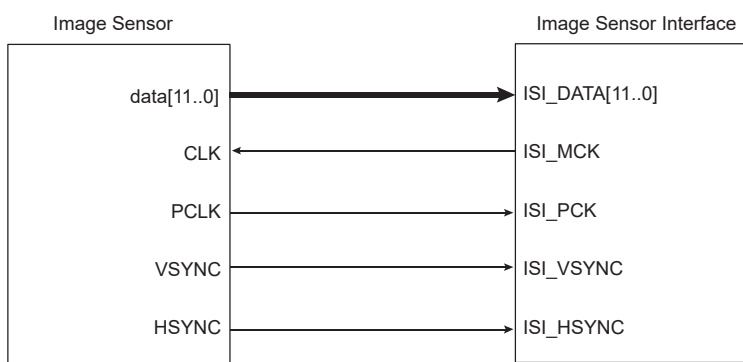 Image Sensor
Image Sensor Interface
data[11..0]
ISI_DATA[11..0]
CLK
ISI_MCK
PCLK
ISI_PCK
VSYNC
ISI_VSYNC
HSYNC
ISI_HSYNC